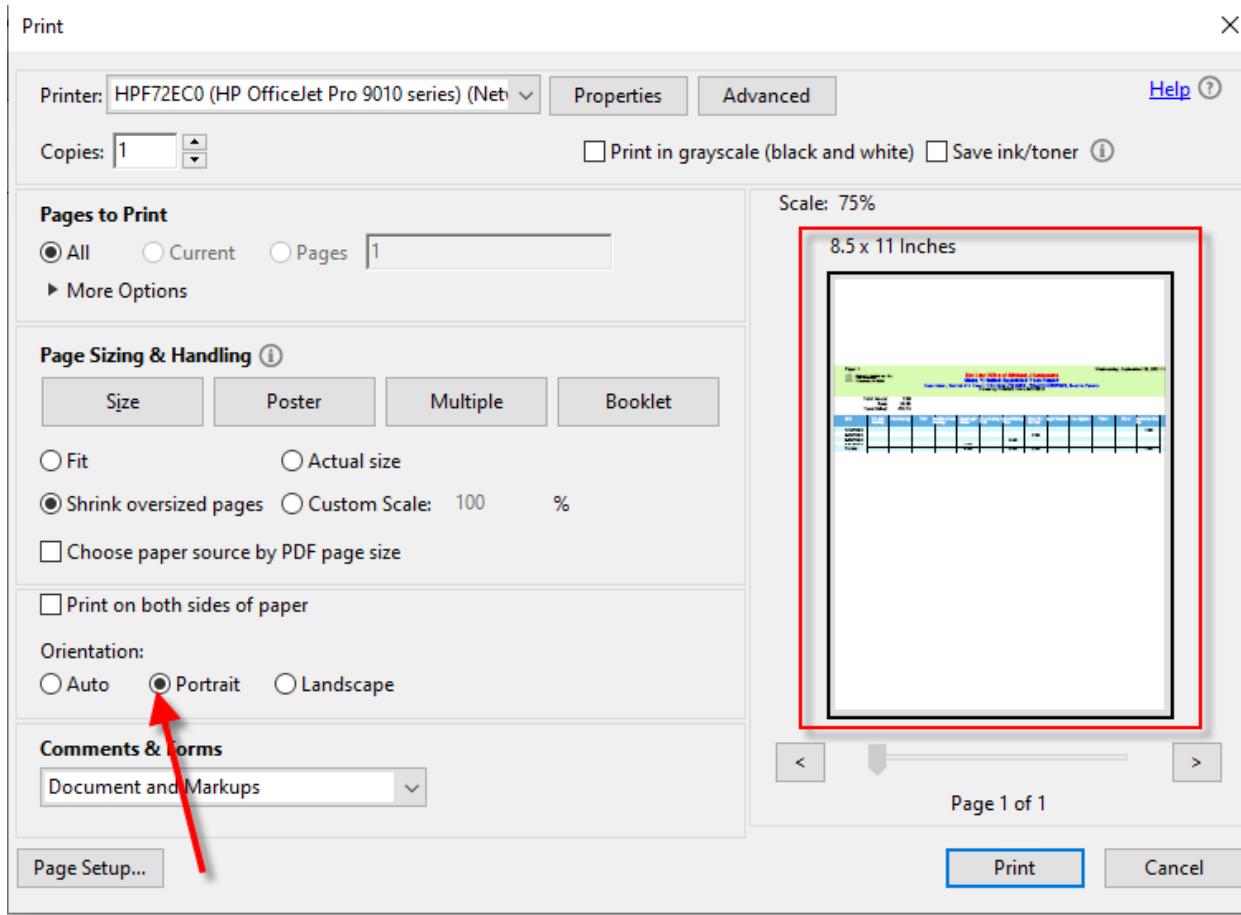 Print
Printer: HPF72EC0 (HP OfficeJet Pro 9010 series) (Net
Properties
Advanced
Help
Copies: 1
Print in grayscale (black and white)
Save ink/toner
Pages to Print
All
Current
Pages
1
More Options
Page Sizing & Handling
Size
Poster
Multiple
Booklet
Fit
Actual size
Shrink oversized pages
Custom Scale: 100 %
Choose paper source by PDF page size
Print on both sides of paper
Orientation:
Auto
Portrait
Landscape
Comments & Forms
Document and Markups
Page Setup...
Scale: 75%
8.5 x 11 Inches
<
>
Page 1 of 1
Print
Cancel